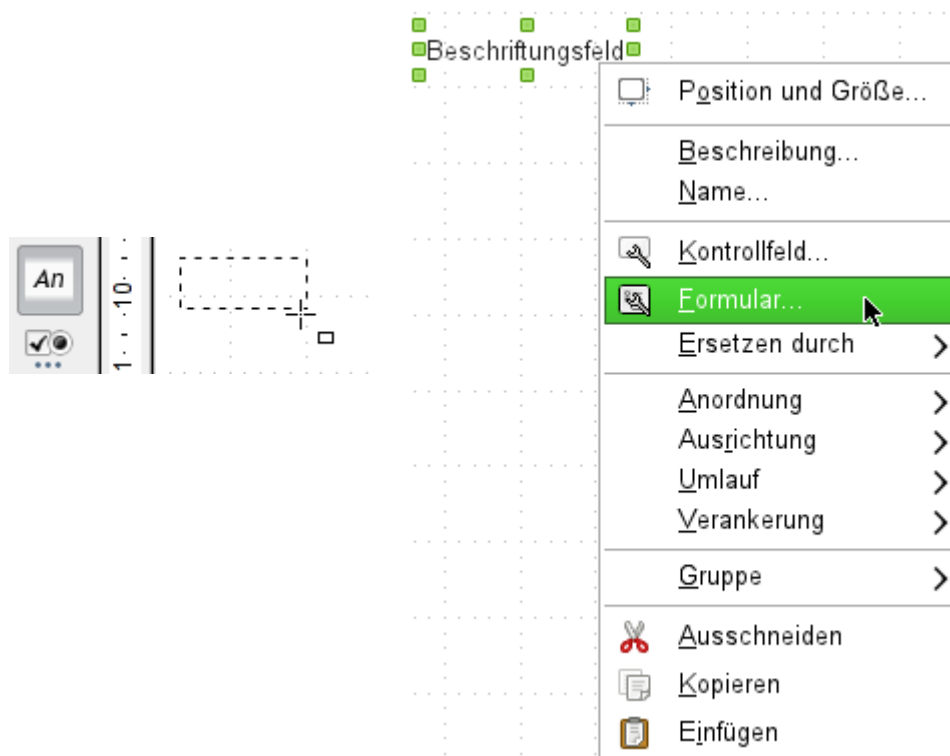 Beschriftungsfeld
Position und Größe...
Beschreibung...
Name...
Kontrollfeld...
Formular...
Ersetzen durch
Anordnung
Ausrichtung
Umlauf
Verankerung
Gruppe
Ausschneiden
Kopieren
Einfügen
An
1 · · 10 ·